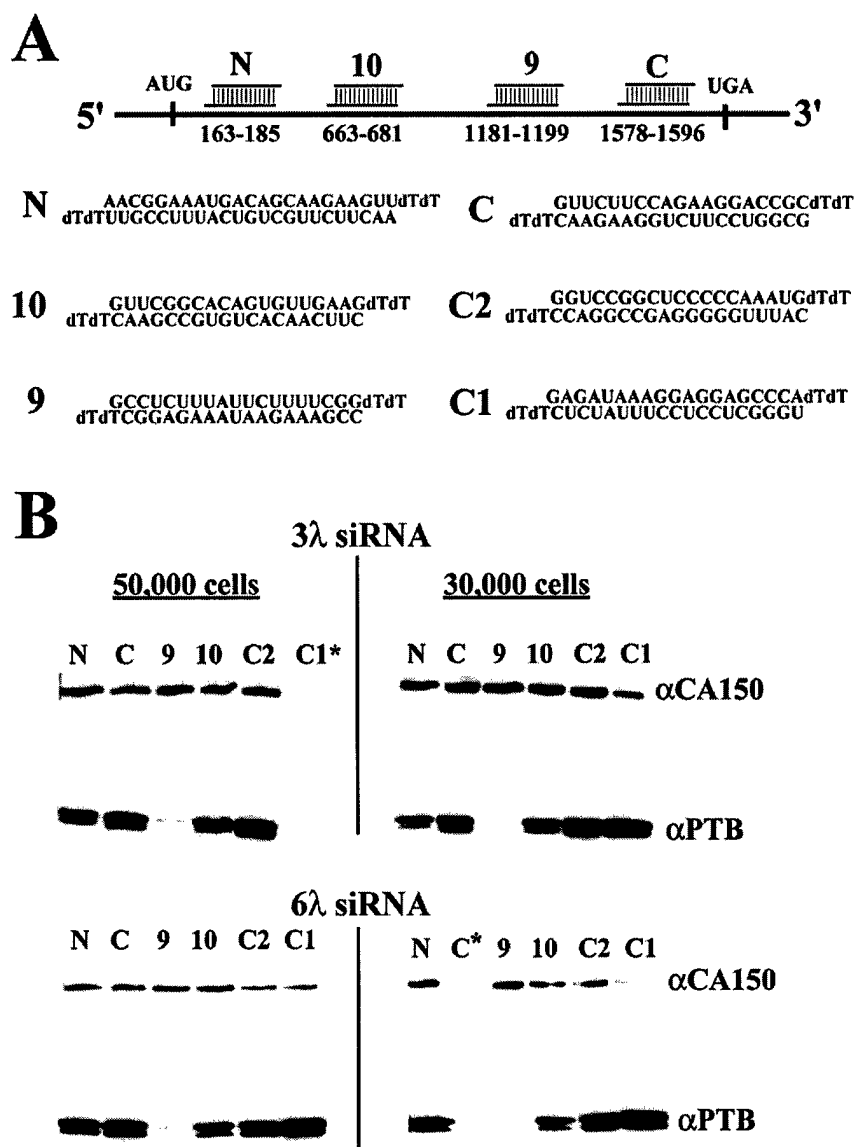 A
AUG N 10 9 C UGA
5' 3'
163-185 663-681 1181-1199 1578-1596
N AACGGAAAUGACAGCAAGAAGUUdTdT
dTdTUUGCCUUUACUGUCGUUCUUCAA
C GUUCUUCCAGAAGGACCGCdTdT
dTdTCAAGAAGGUCUUCCUGGCG
10 GUUCGGCACAGUGUUGAAGdTdT
dTdTCAAGCCGUGUCACAACUUC
C2 GGUCCGGCUCCCCCAAAUGdTdT
dTdTCCAGGCCGAGGGGGUUUAC
9 GCCUCUUUAUUCUUUUCGGdTdT
dTdTCGGAGAAAUAAGAAAGCC
C1 GAGAUAAAGGAGGAGCCCAdTdT
dTdTCUCUAUUUCCUCCUCGGGU
B
3λ siRNA
50,000 cells 30,000 cells
N C 9 10 C2 C1* N C 9 10 C2 C1
αCA150
αPTB
6λ siRNA
N C 9 10 C2 C1 N C* 9 10 C2 C1
αCA150
αPTB